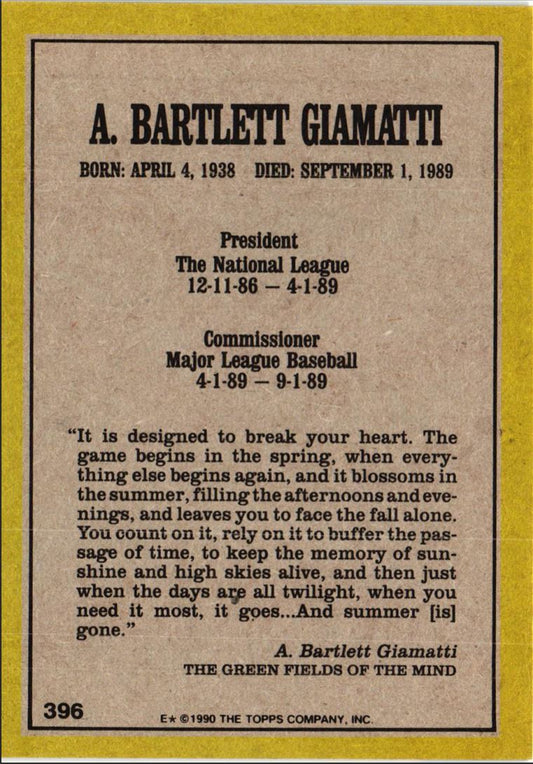 A. BARTLETT GIAMATTI
BORN: APRIL 4, 1938 DIED: SEPTEMBER 1, 1989
President
The National League
12-11-86 — 4-1-89
Commissioner
Major League Baseball
4-1-89 — 9-1-89
“It is designed to break your heart. The
game begins in the spring, when every-
thing else begins again, and it blossoms in
the summer, filling the afternoons and eve-
nings, and leaves you to face the fall alone.
You count on it, rely on it to buffer the pas-
sage of time, to keep the memory of sun-
shine and high skies alive, and then just
when the days are all twilight, when you
need it most, it goes...And summer [is]
gone.”
A. Bartlett Giamatti
THE GREEN FIELDS OF THE MIND
396
E★ ©1990 THE TOPPS COMPANY, INC.